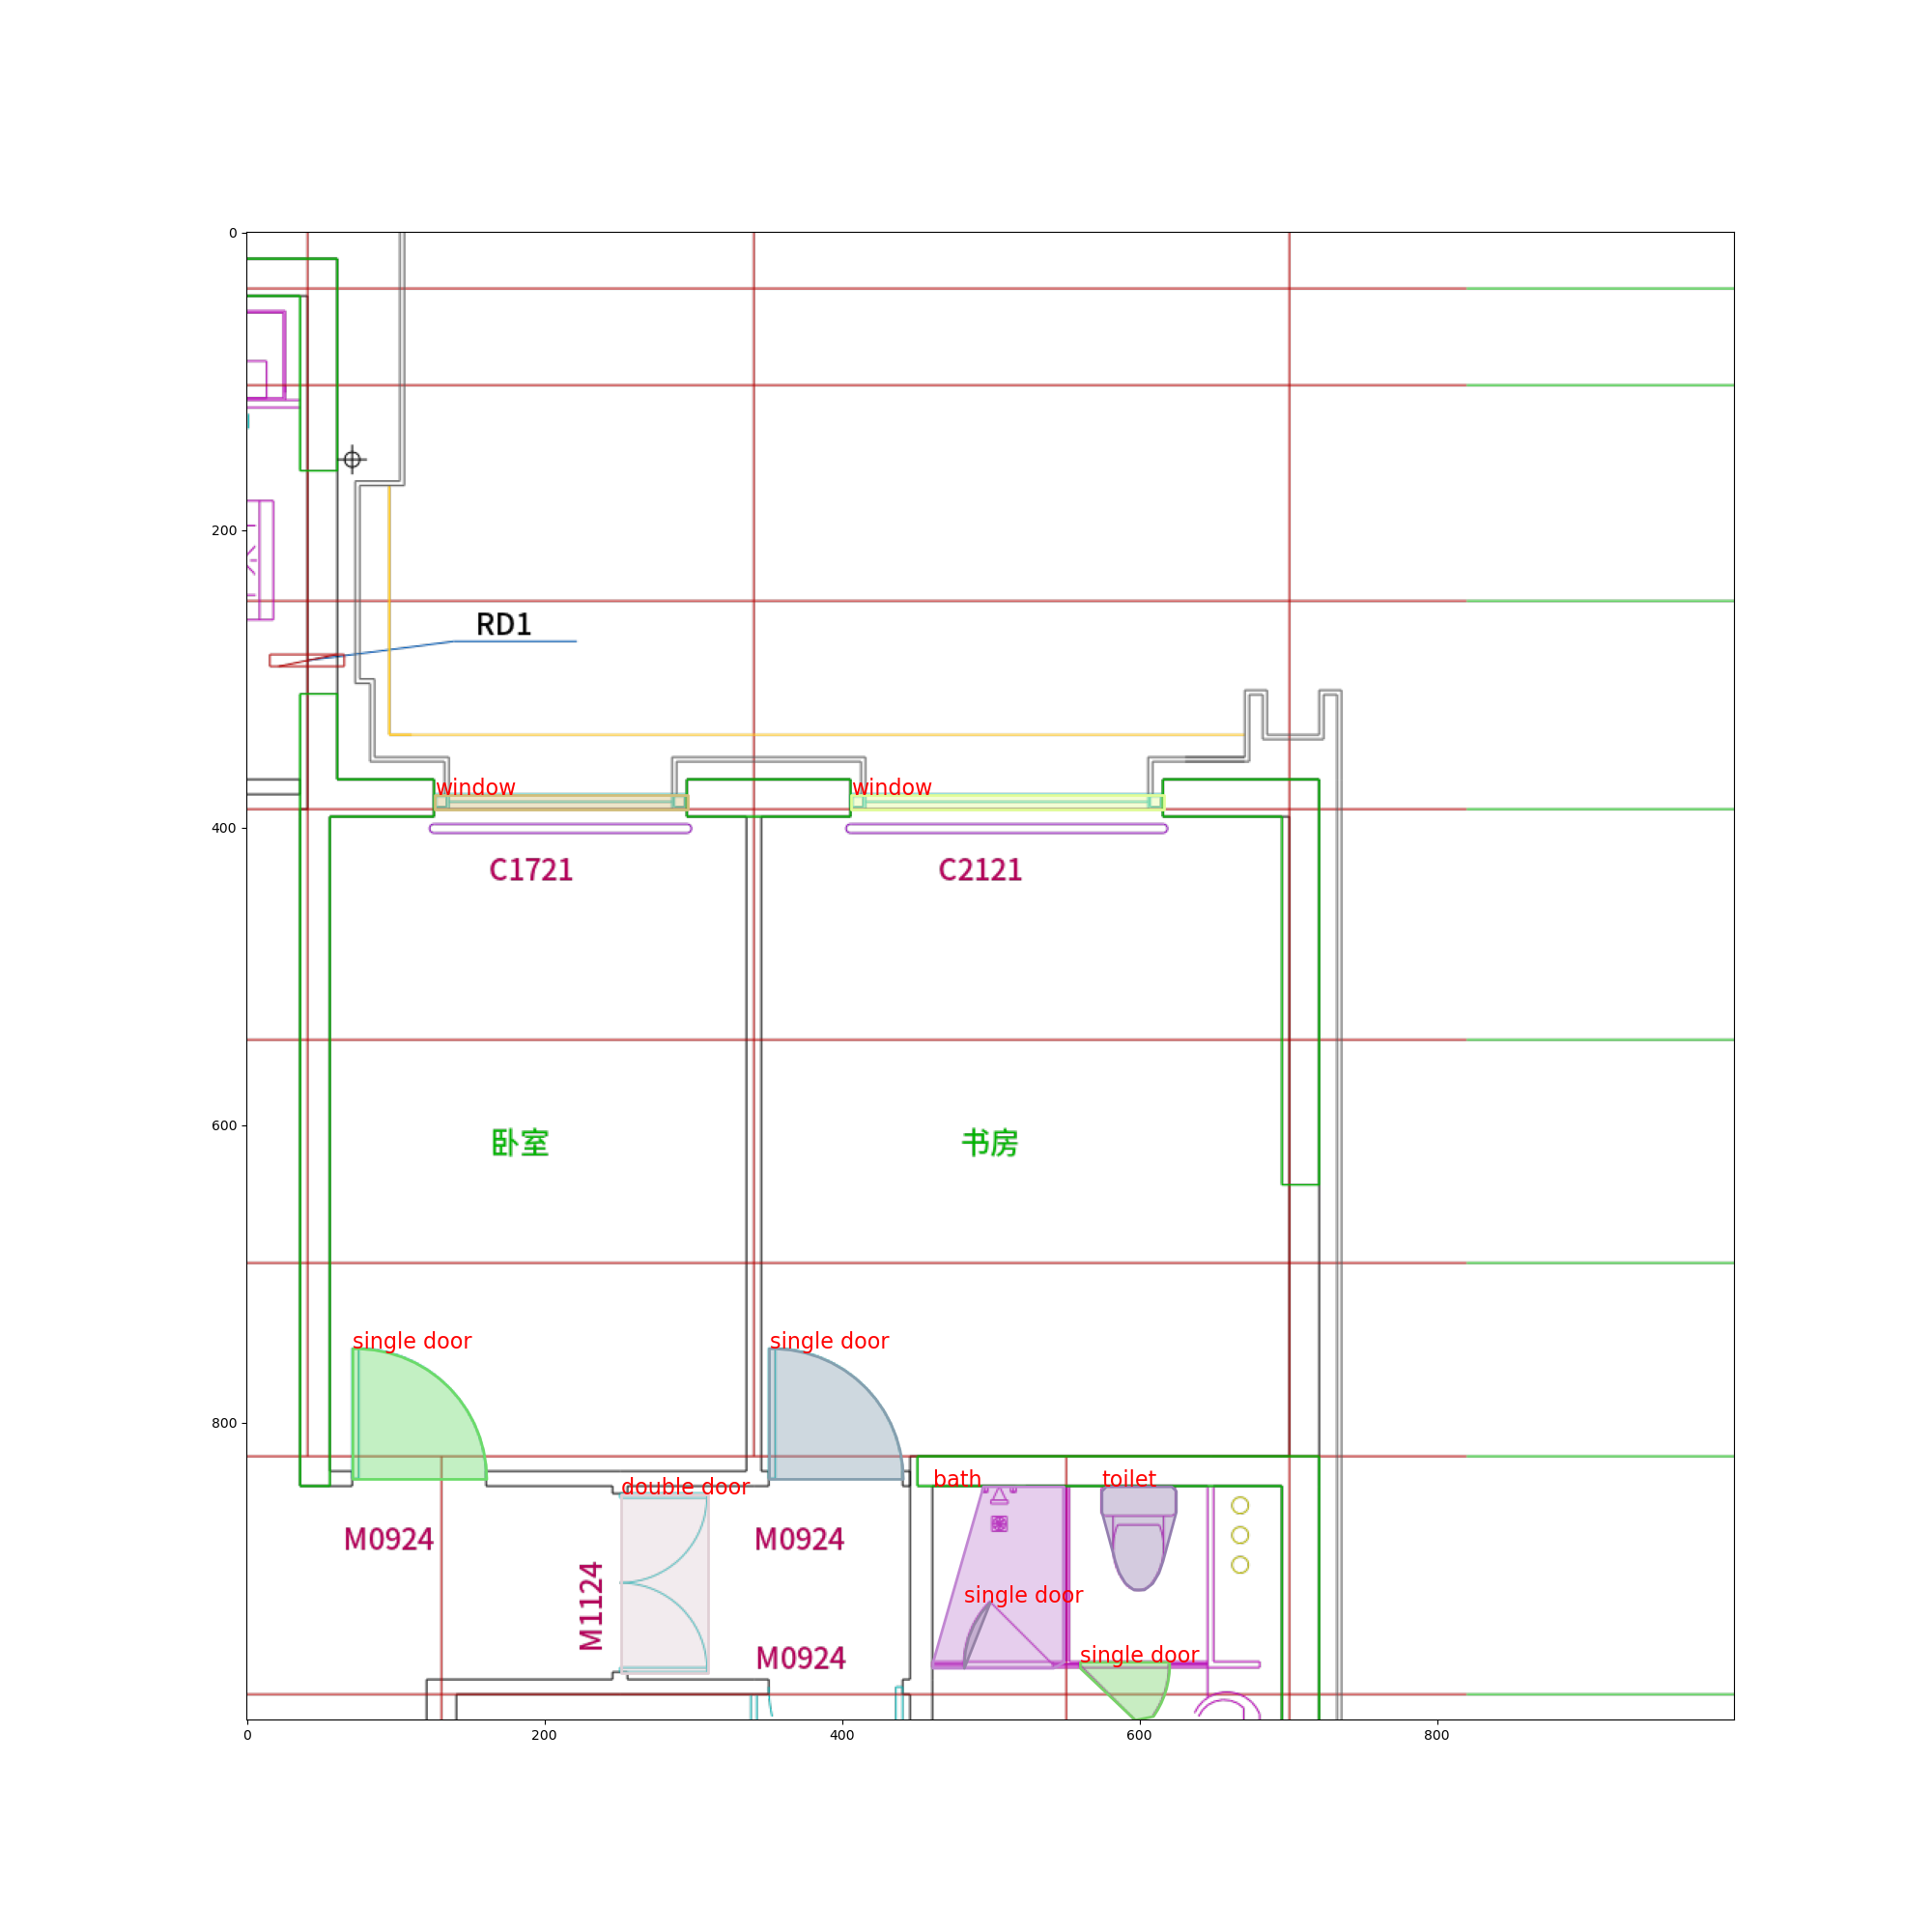 0
200
RD1
window
window
400
C1721
C2121
600
卧室
书房
single door
single door
800
double door
bath
toilet
M0924
M0924
M1124
single door
M0924
single door
0
200
400
600
800